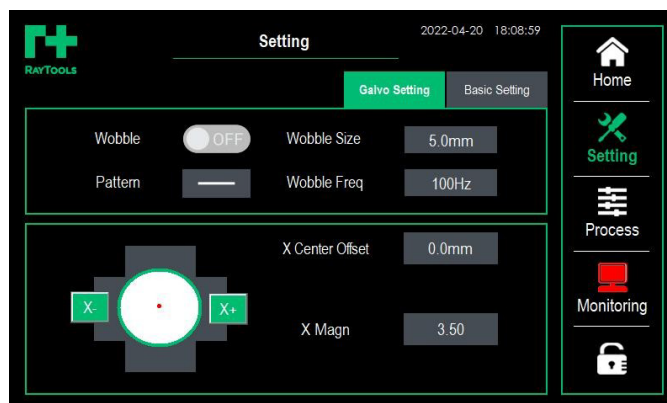 RAYTOOLS
Setting
2022-04-20 18:08:59
Galvo Setting
Basic Setting
Wobble
OFF
Wobble Size
5.0mm
Pattern
Wobble Freq
100Hz
X-
X+
X Center Offset
0.0mm
X Magn
3.50
Home
Setting
Process
Monitoring